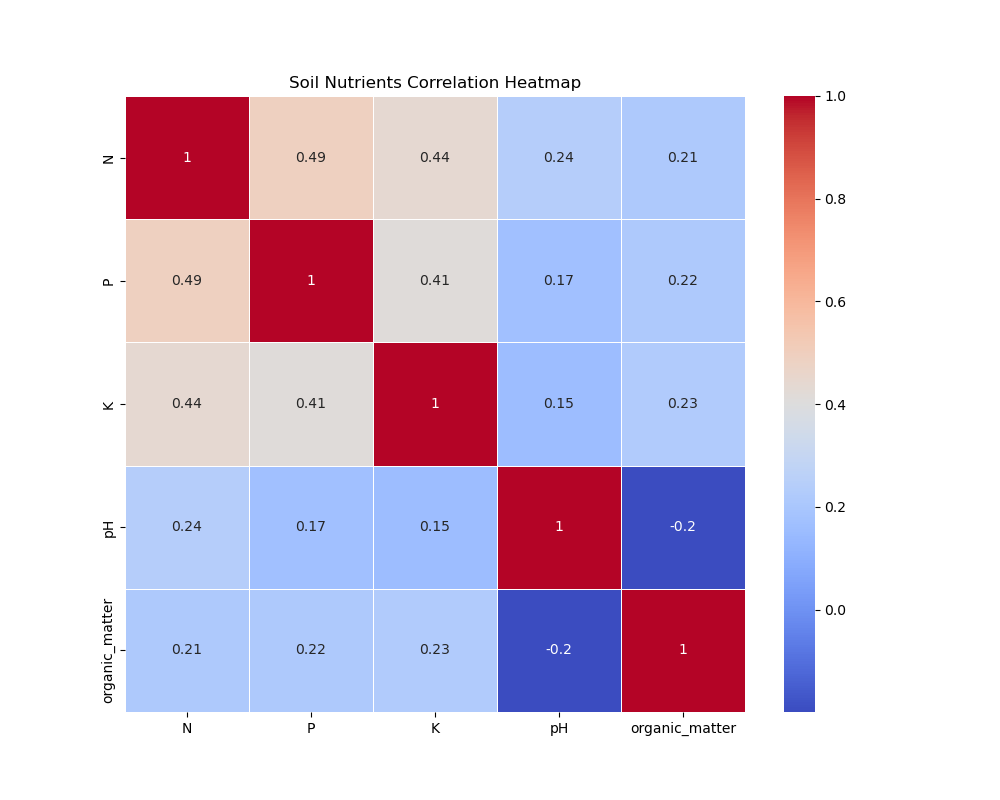 Soil Nutrients Correlation Heatmap
N 1 0.49 0.44 0.24 0.21
P 0.49 1 0.41 0.17 0.22
K 0.44 0.41 1 0.15 0.23
pH 0.24 0.17 0.15 1 -0.2
organic_matter 0.21 0.22 0.23 -0.2 1
N P K pH organic_matter
1.0
0.8
0.6
0.4
0.2
0.0